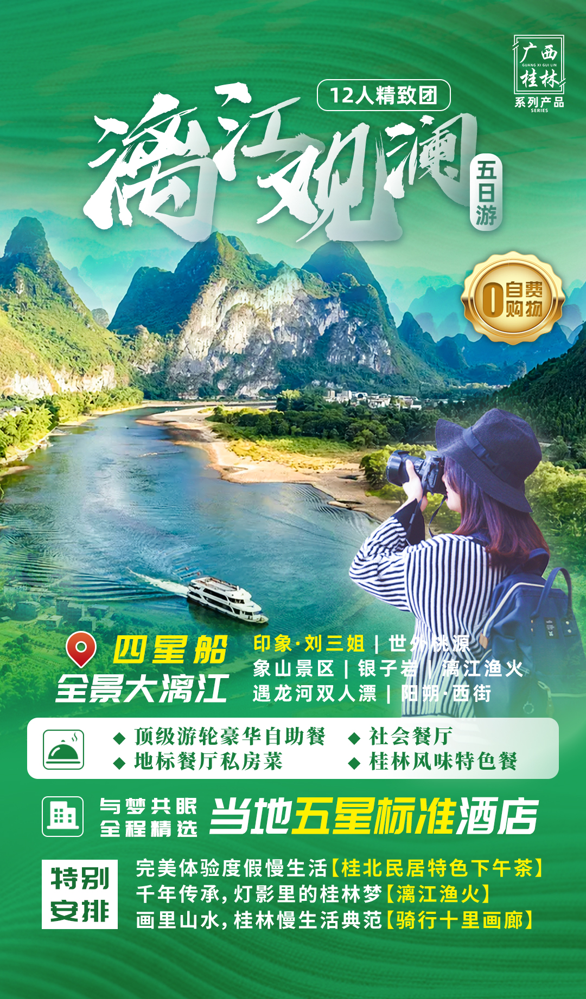 广西
GUANG XI GUI LIN
桂林
系列产品
SERIES
12人精致团
漓江观澜
五日游
0自费
购物
四星船
全景大漓江
印象·刘三姐 | 世外桃源
象山景区 | 银子岩 | 漓江渔火
遇龙河双人漂 | 阳朔·西街
◆ 顶级游轮豪华自助餐
◆ 社会餐厅
◆ 地标餐厅私房菜
◆ 桂林风味特色餐
与梦共眠
全程精选
当地五星标准酒店
特别
安排
完美体验度假慢生活【桂北民居特色下午茶】
千年传承,灯影里的桂林梦【漓江渔火】
画里山水,桂林慢生活典范【骑行十里画廊】